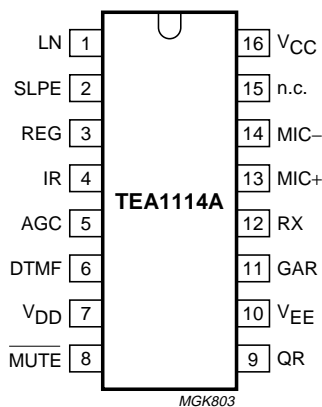 LN 1 16 VCC
SLPE 2 15 n.c.
REG 3 14 MIC−
IR 4 13 MIC+
TEA1114A
AGC 5 12 RX
DTMF 6 11 GAR
VDD 7 10 VEE
MUTE 8 9 QR
MGK803